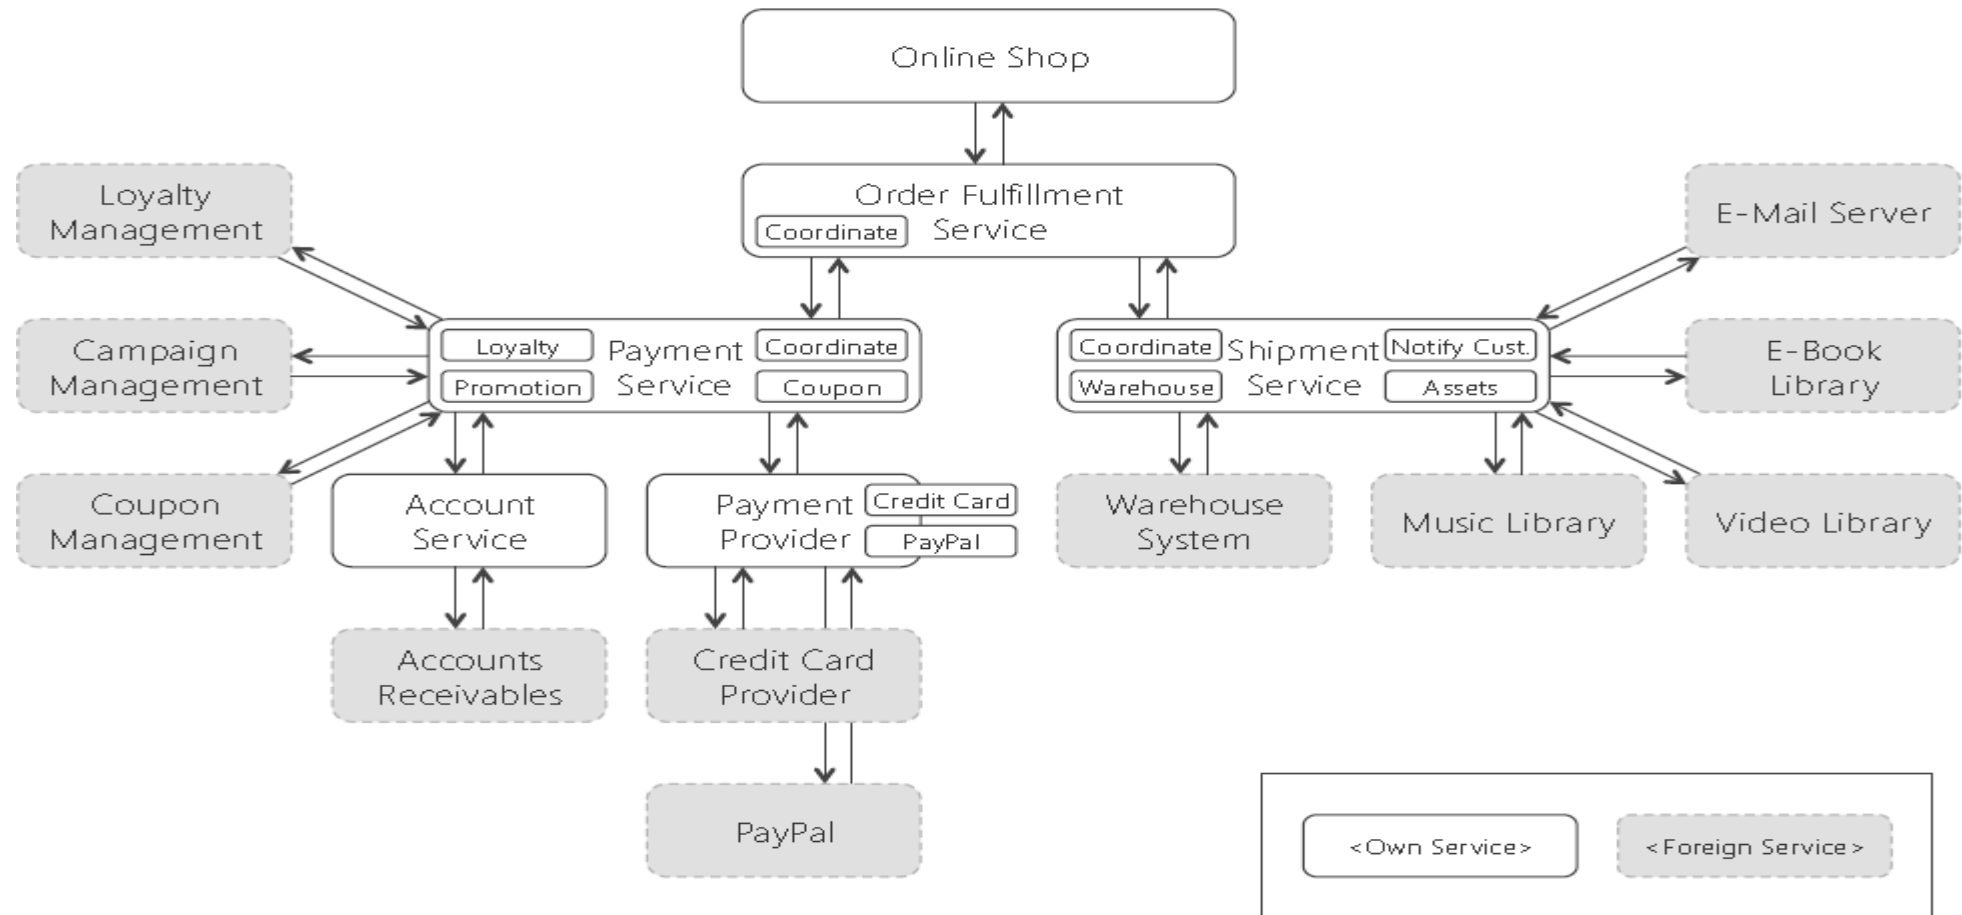 Online Shop
Loyalty
Management
Order Fulfillment
Service
Coordinate
E-Mail Server
Campaign
Management
Loyalty
Promotion
Payment
Service
Coordinate
Coupon
Coordinate
Warehouse
Shipment
Service
Notify Cust.
Assets
E-Book
Library
Coupon
Management
Account
Service
Payment
Provider
Credit Card
PayPal
Warehouse
System
Music Library
Video Library
Accounts
Receivables
Credit Card
Provider
PayPal
<Own Service>
<Foreign Service>